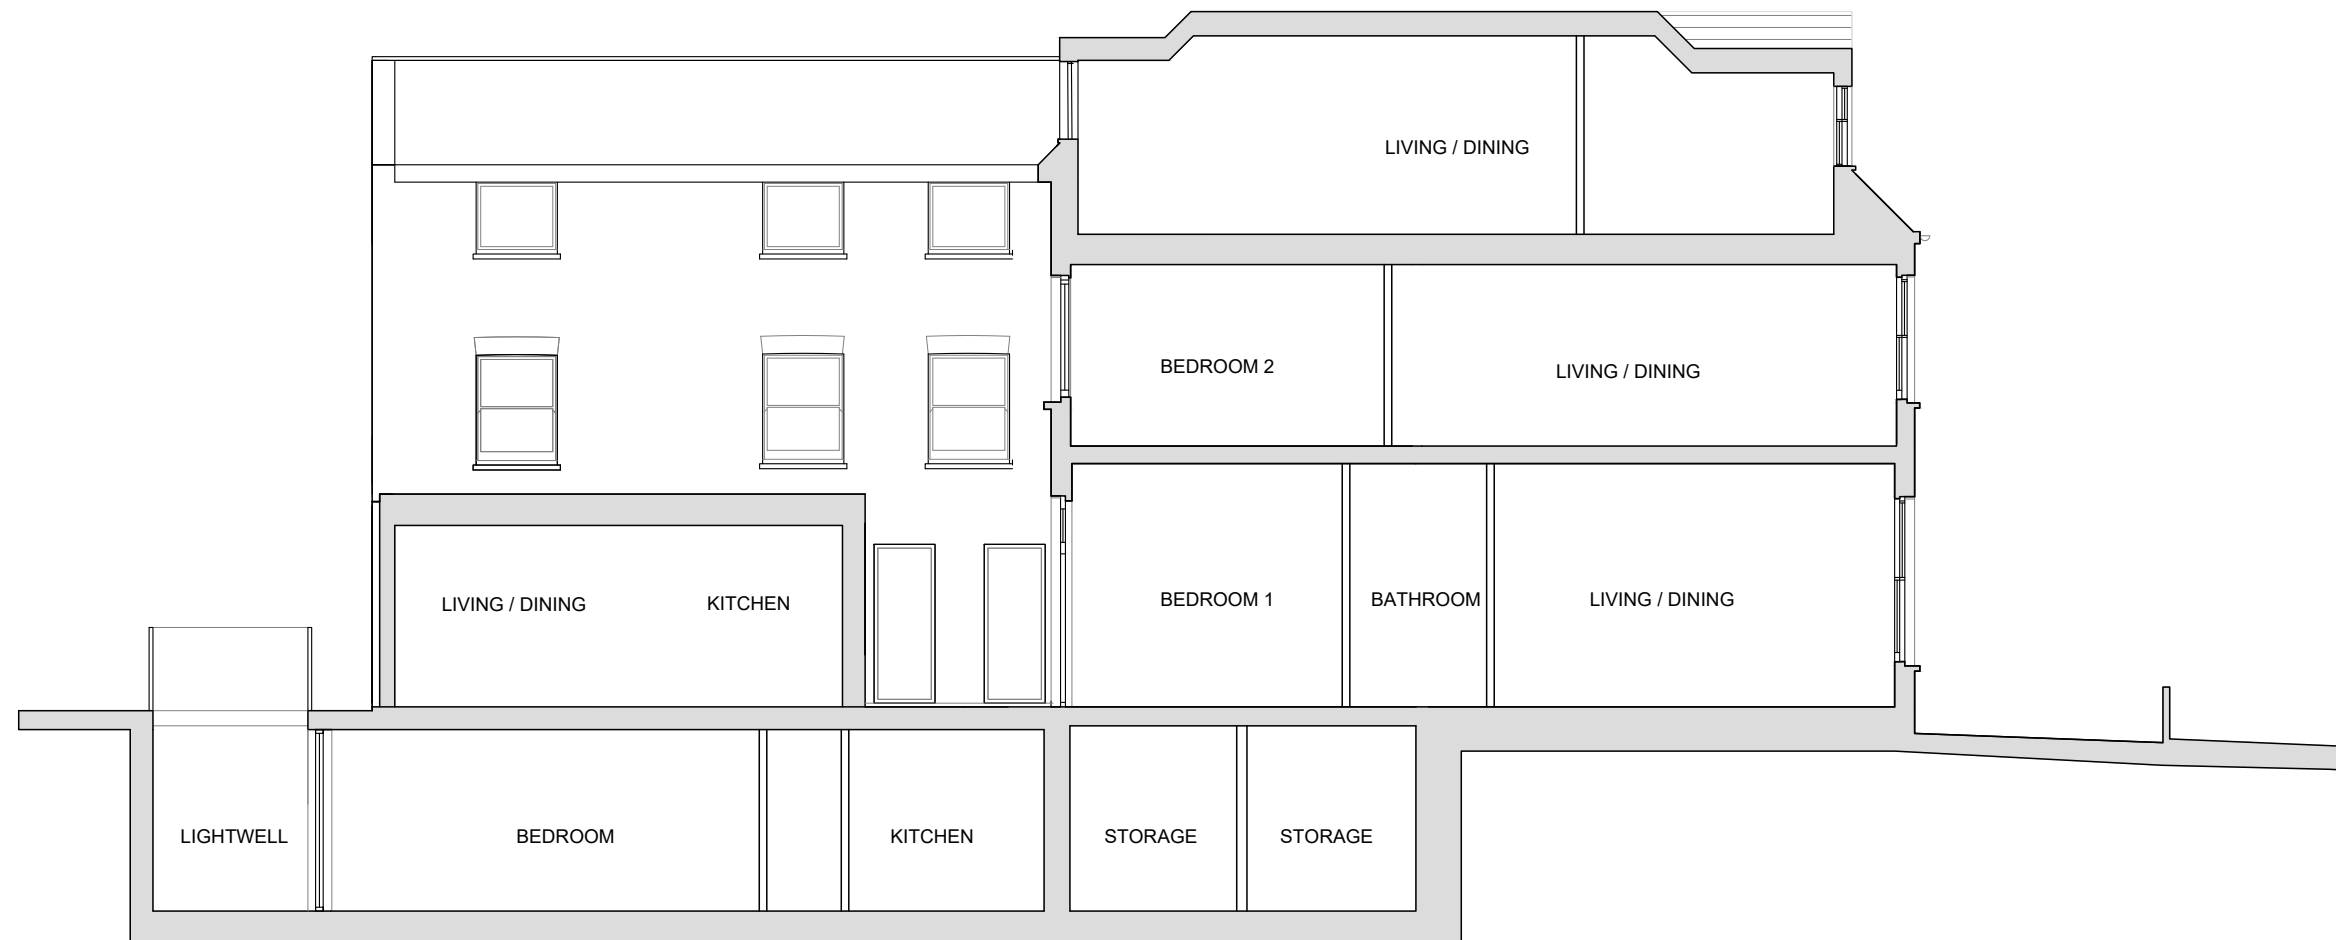 LIVING / DINING
BEDROOM 2
LIVING / DINING
LIVING / DINING
KITCHEN
BEDROOM 1
BATHROOM
LIVING / DINING
LIGHTWELL
BEDROOM
KITCHEN
STORAGE
STORAGE